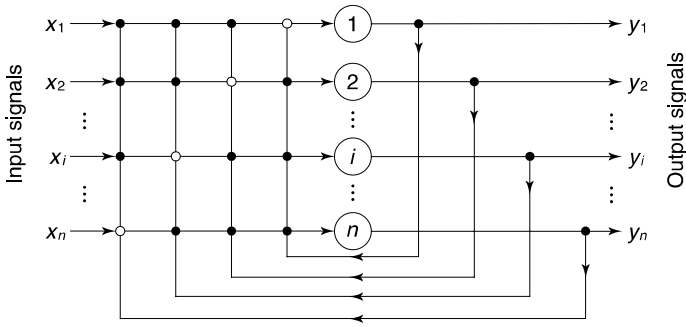 Input signals
x1 1 y1
x2 2 y2
⋮ ⋮ ⋮
xi i yi
⋮ ⋮ ⋮
xn n yn
Output signals